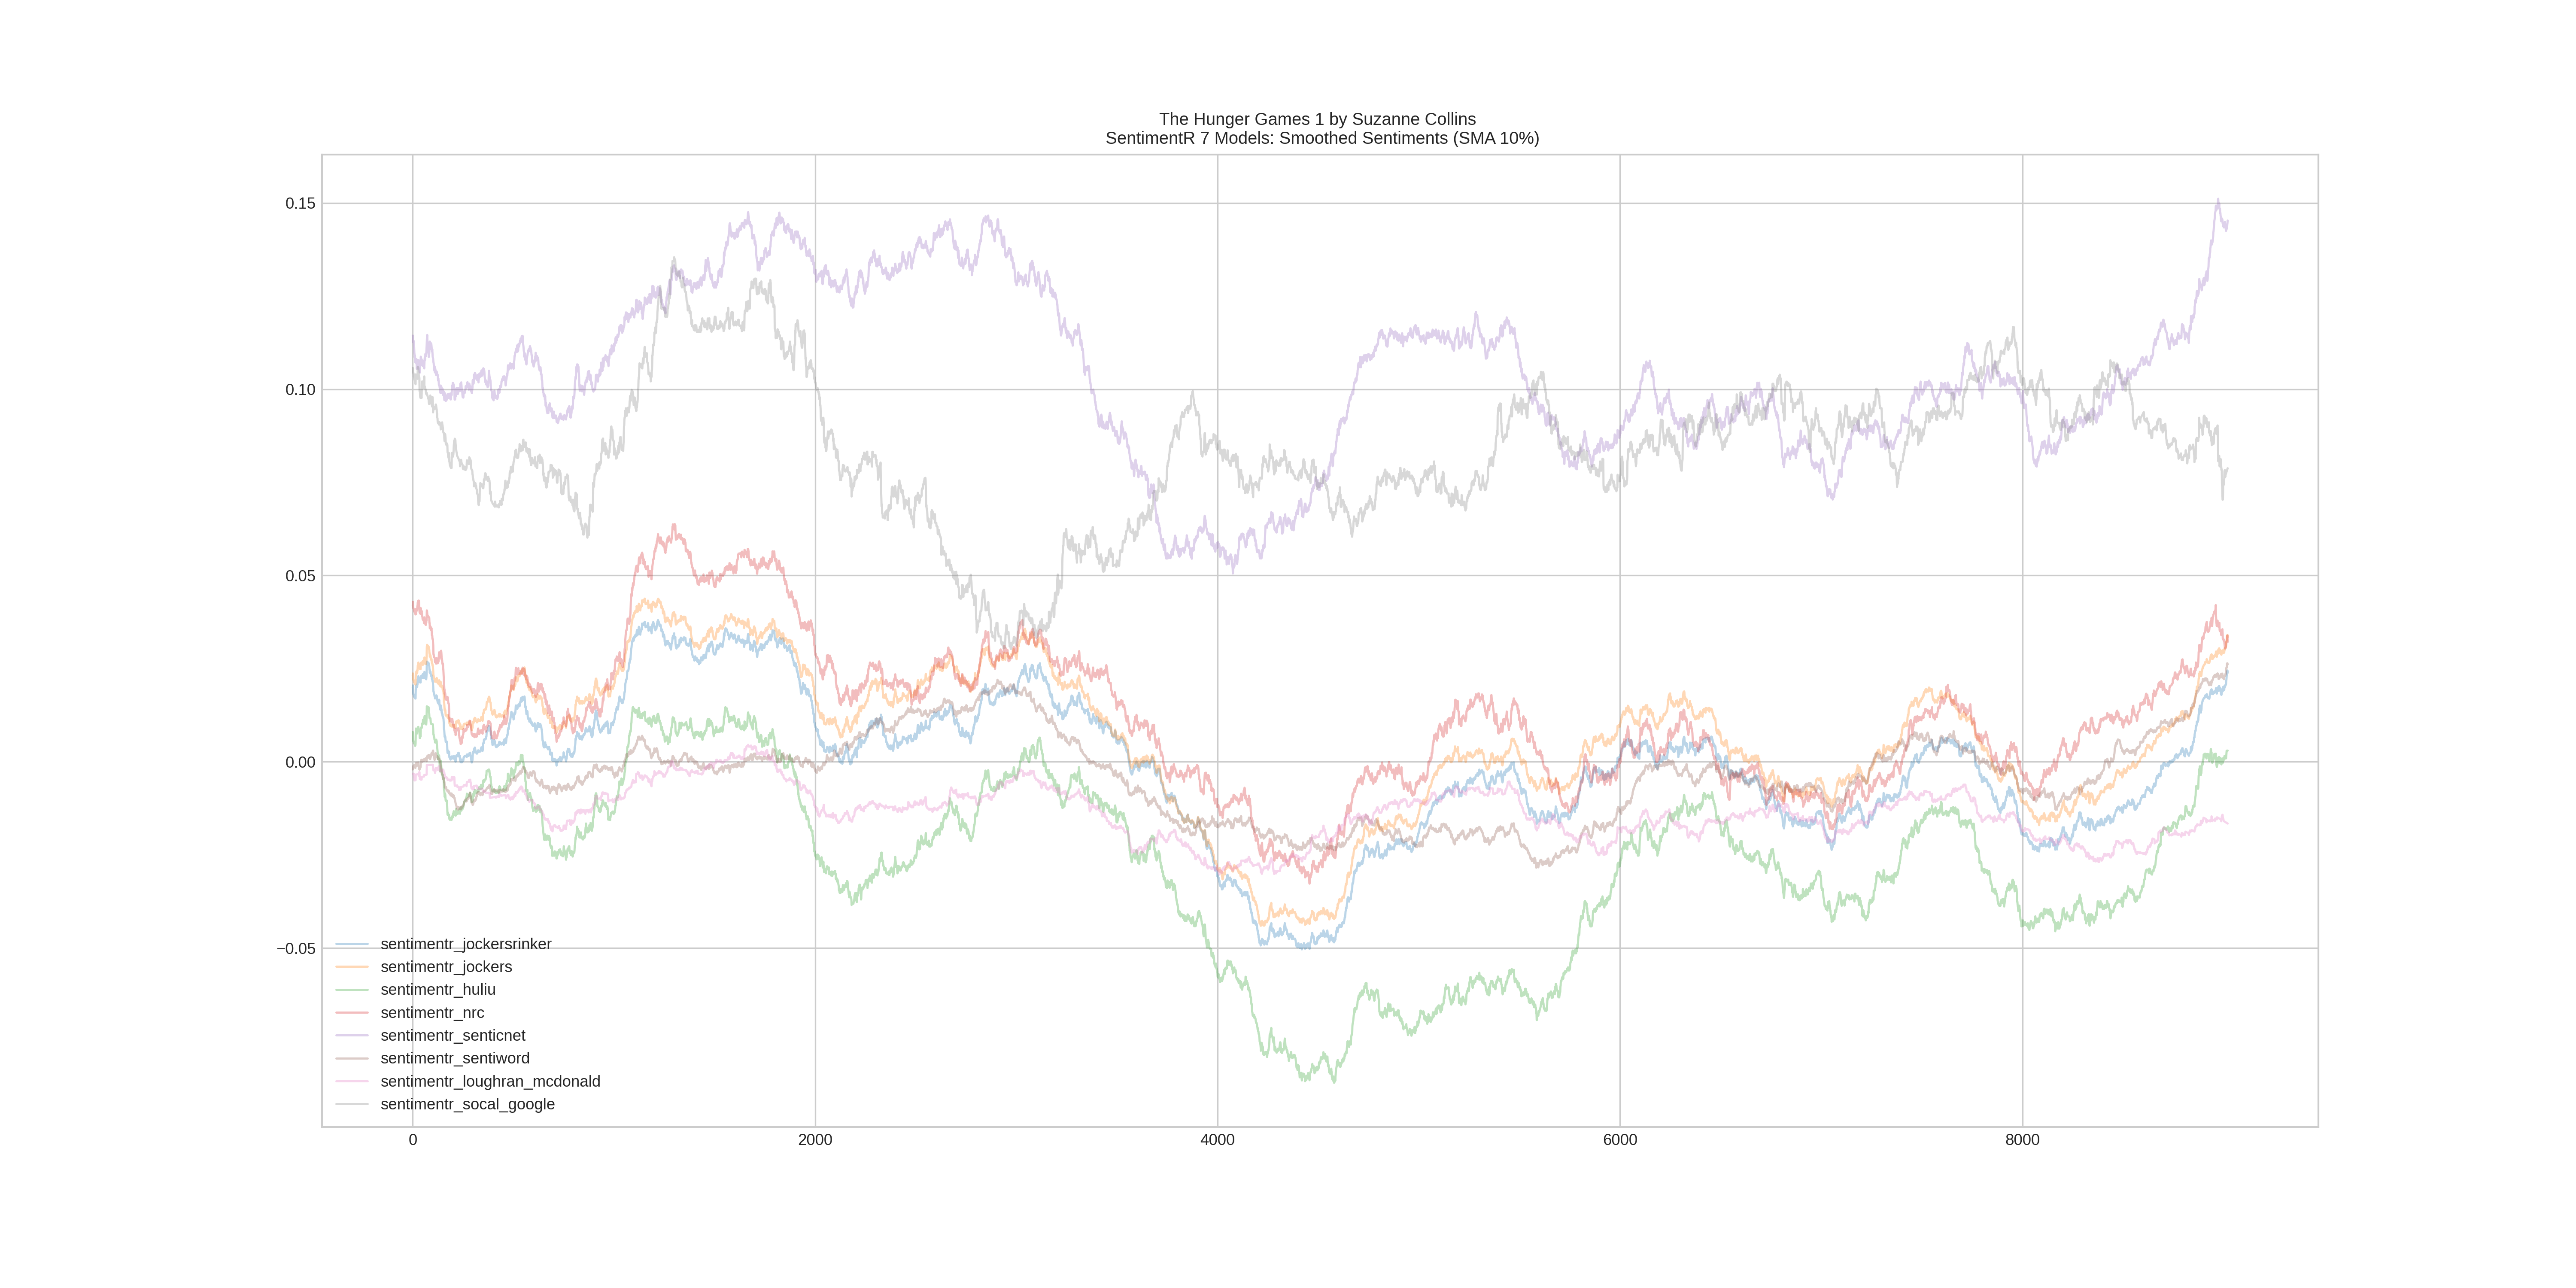 The Hunger Games 1 by Suzanne Collins
SentimentR 7 Models: Smoothed Sentiments (SMA 10%)
0.15
0.10
0.05
0.00
−0.05
sentimentr_jockersrinker
sentimentr_jockers
sentimentr_huliu
sentimentr_nrc
sentimentr_senticnet
sentimentr_sentiword
sentimentr_loughran_mcdonald
sentimentr_socal_google
0 2000 4000 6000 8000